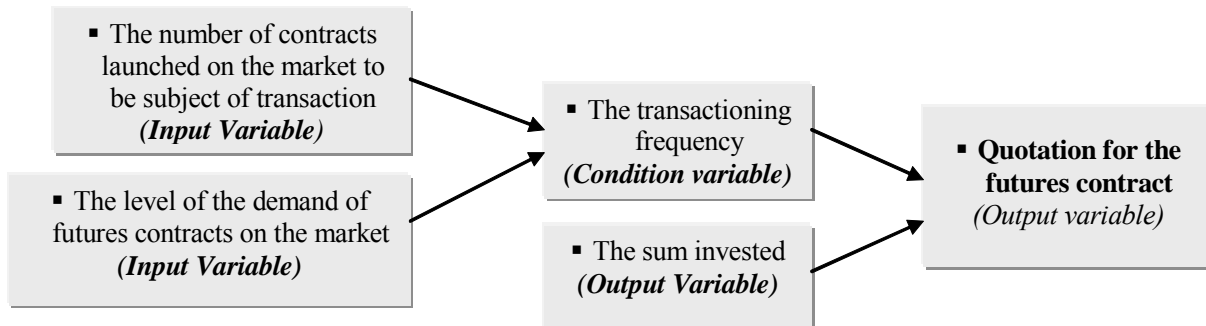 ▪ The number of contracts
launched on the market to
be subject of transaction
(Input Variable)
▪ The level of the demand of
futures contracts on the market
(Input Variable)
▪ The transactioning
frequency
(Condition variable)
▪ The sum invested
(Output Variable)
▪ Quotation for the
futures contract
(Output variable)